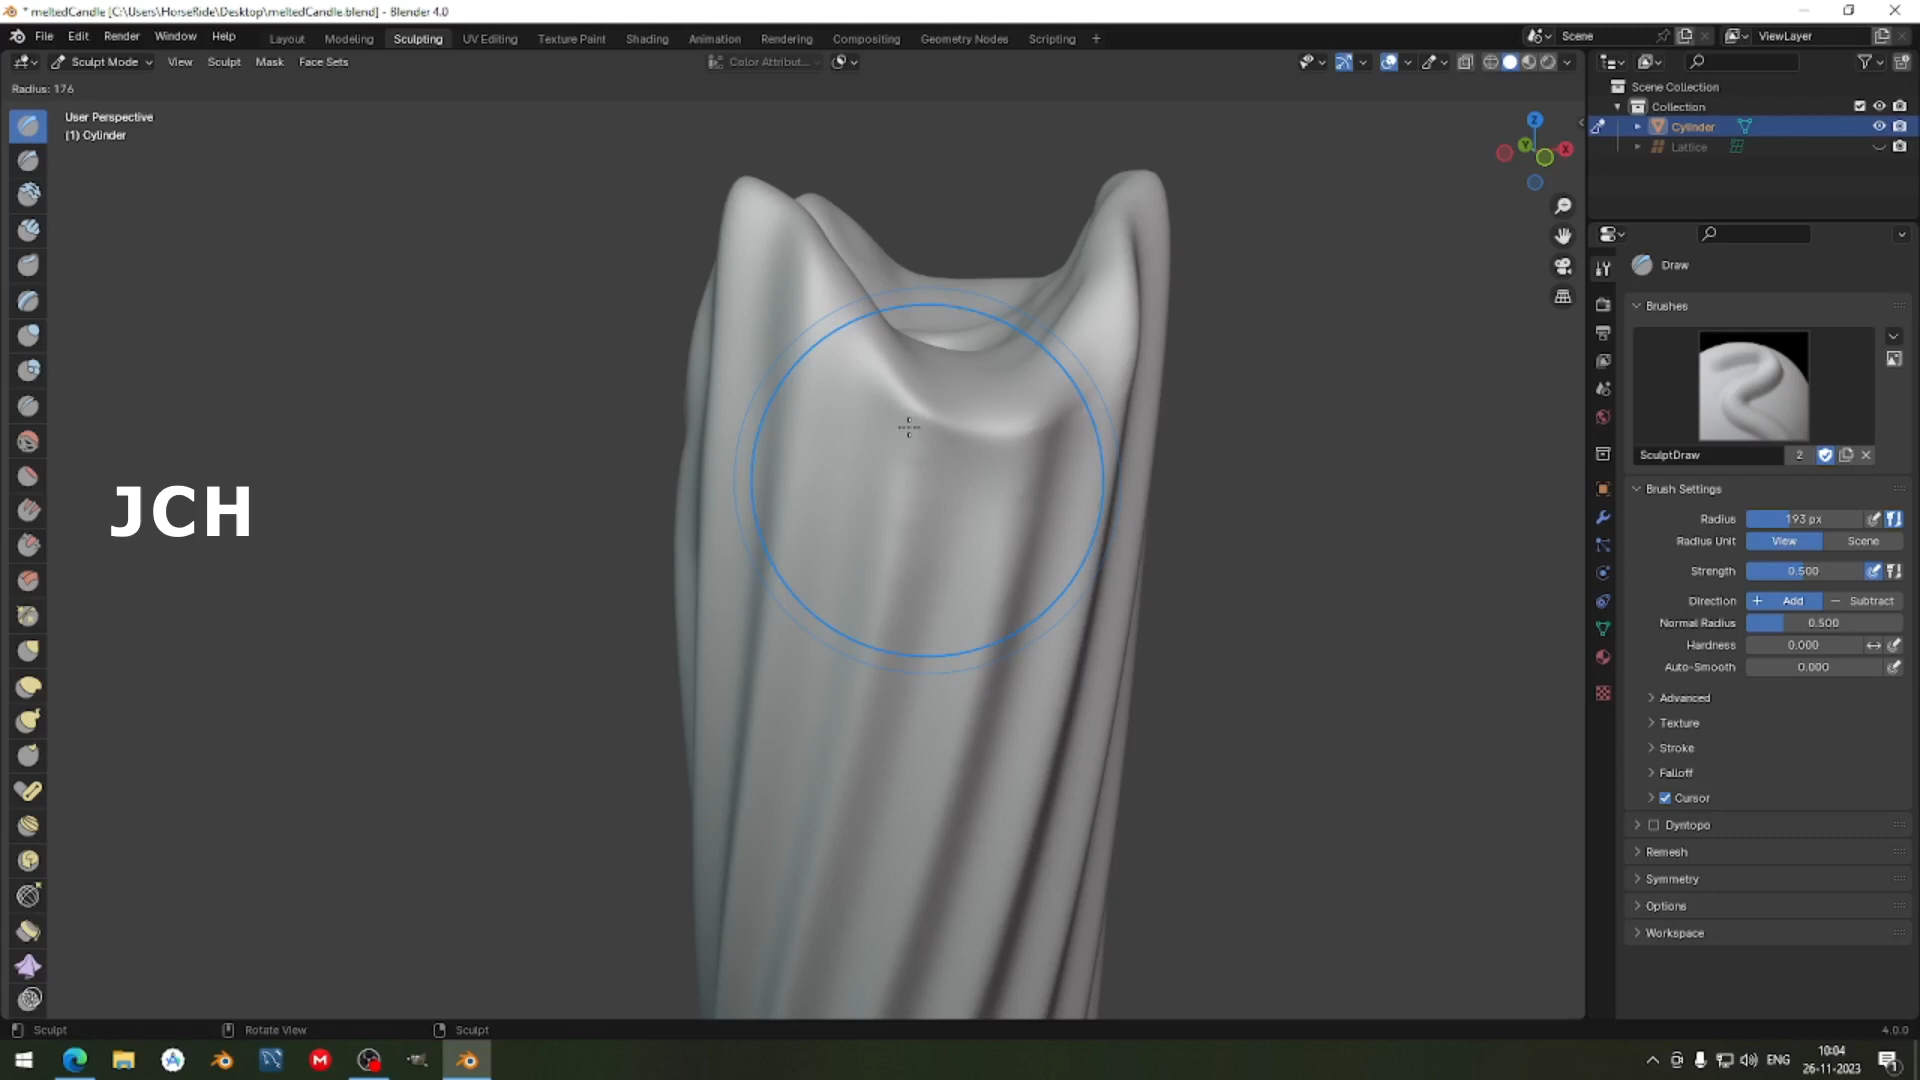 * meltedCandle [C:\Users\HorseRide\Desktop\meltedCandle.blend] - Blender 4.0
File Edit Render Window Help
Layout Modeling Sculpting UV Editing Texture Paint Shading Animation Rendering Compositing Geometry Nodes Scripting +
Scene
ViewLayer
Sculpt Mode View Sculpt Mask Face Sets
Color Attribut...
Radius: 176
User Perspective
(1) Cylinder
Z
Y
X
JCH
Scene Collection
Collection
Cylinder
Lattice
Draw
Brushes
SculptDraw 2
Brush Settings
Radius 193 px
Radius Unit View Scene
Strength 0.500
Direction + Add − Subtract
Normal Radius 0.500
Hardness 0.000
Auto-Smooth 0.000
Advanced
Texture
Stroke
Falloff
Cursor
Dyntopo
Remesh
Symmetry
Options
Workspace
Sculpt Rotate View Sculpt
4.0.0
ENG
10:04
26-11-2023
1